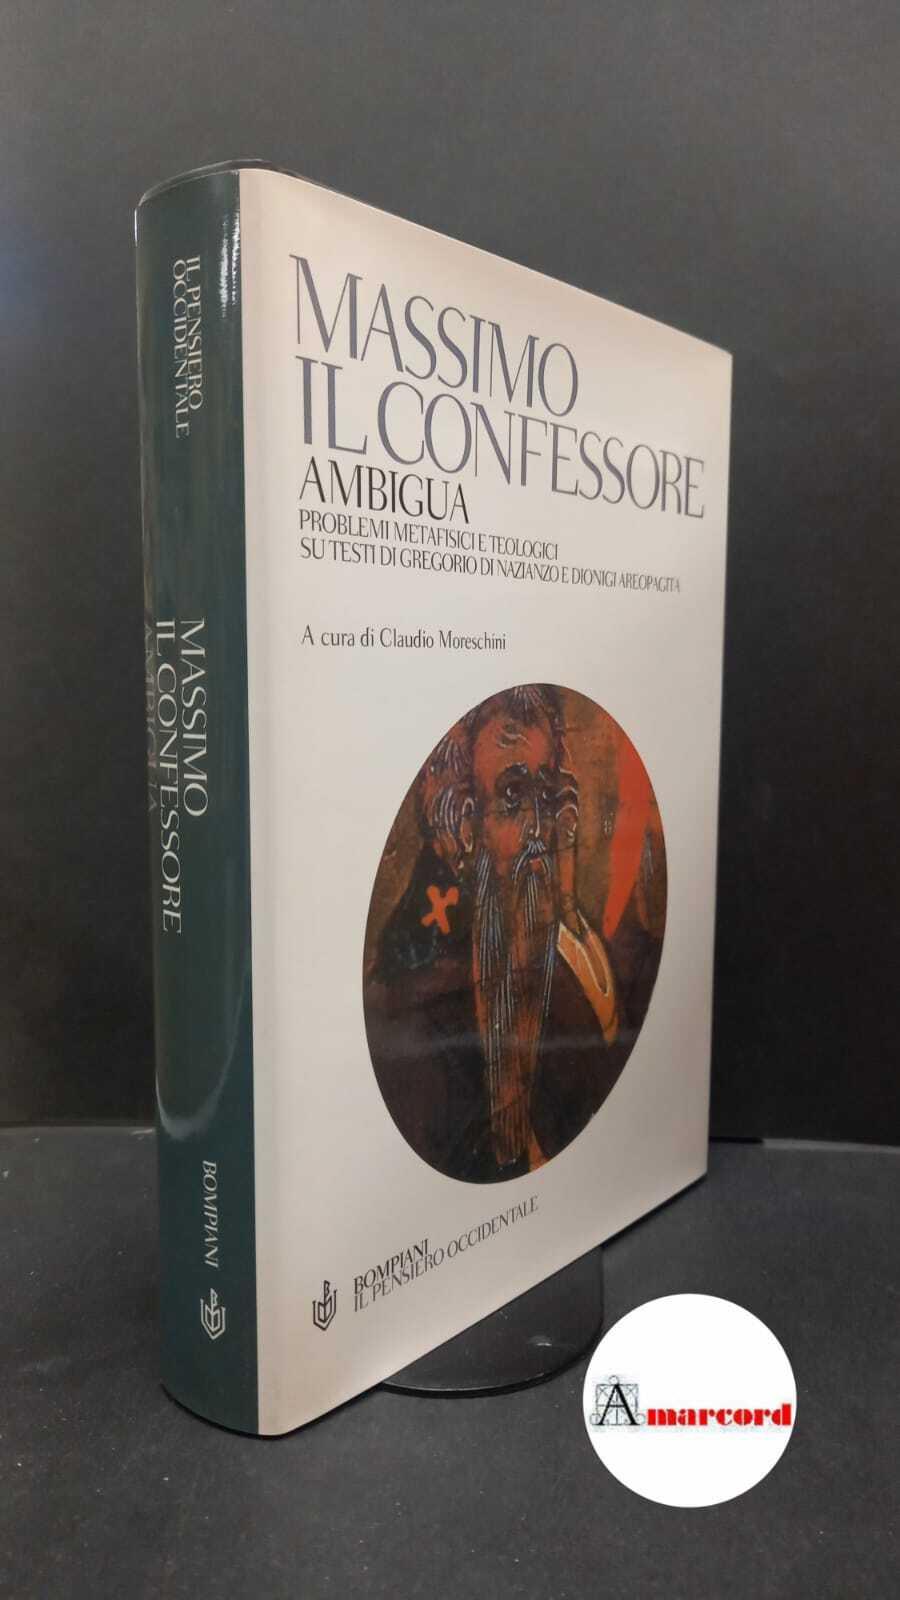 IL PENSIERO
OCCIDENTALE
MASSIMO
IL CONFESSORE
AMBIGUA
BOMPIANI
MASSIMO
IL CONFESSORE
AMBIGUA
PROBLEMI METAFISICI E TEOLOGICI
SU TESTI DI GREGORIO DI NAZIANZO E DIONIGI AREOPAGITA
A cura di Claudio Moreschini
BOMPIANI
IL PENSIERO OCCIDENTALE
Amarcord